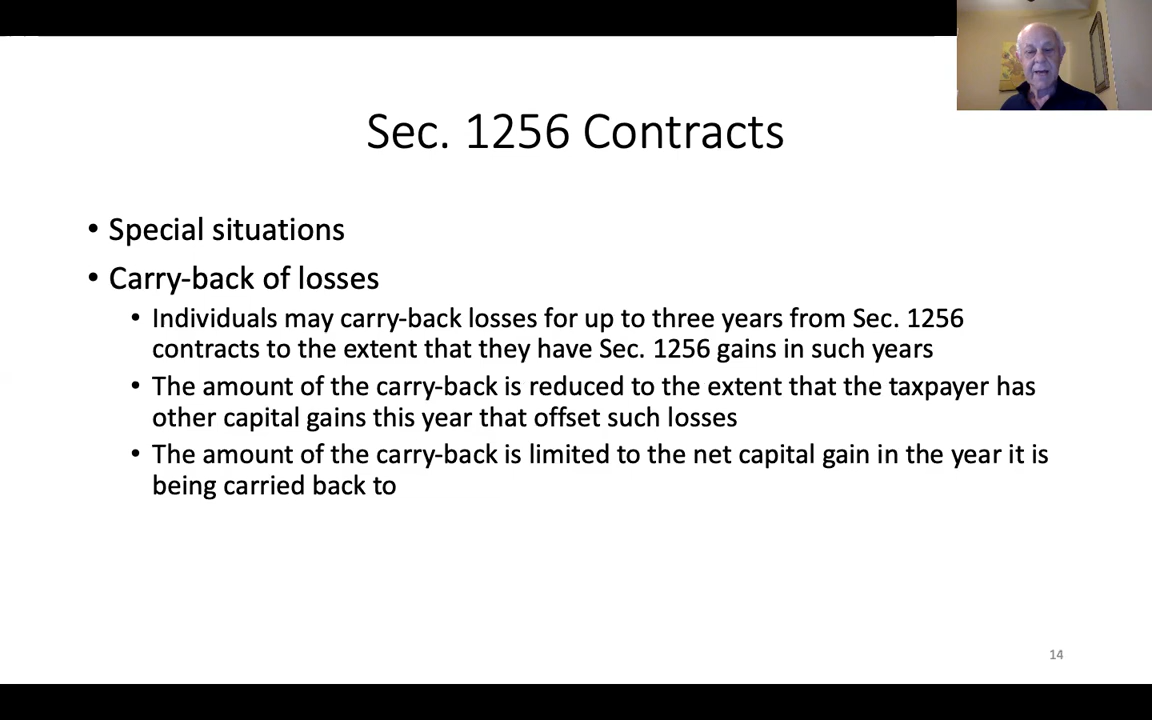 Sec. 1256 Contracts
• Special situations
• Carry-back of losses
• Individuals may carry-back losses for up to three years from Sec. 1256
contracts to the extent that they have Sec. 1256 gains in such years
• The amount of the carry-back is reduced to the extent that the taxpayer has
other capital gains this year that offset such losses
• The amount of the carry-back is limited to the net capital gain in the year it is
being carried back to
14